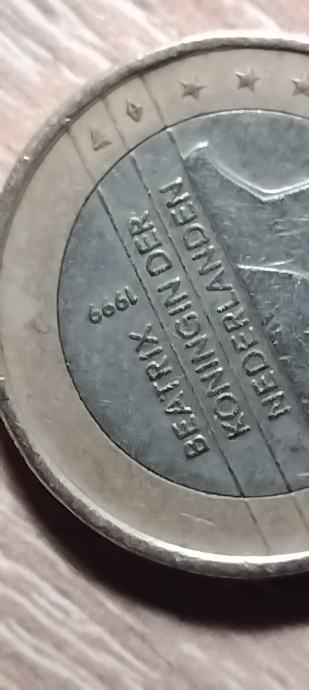 BEATRIX
KONINGIN DER
NEDERLANDEN
1999